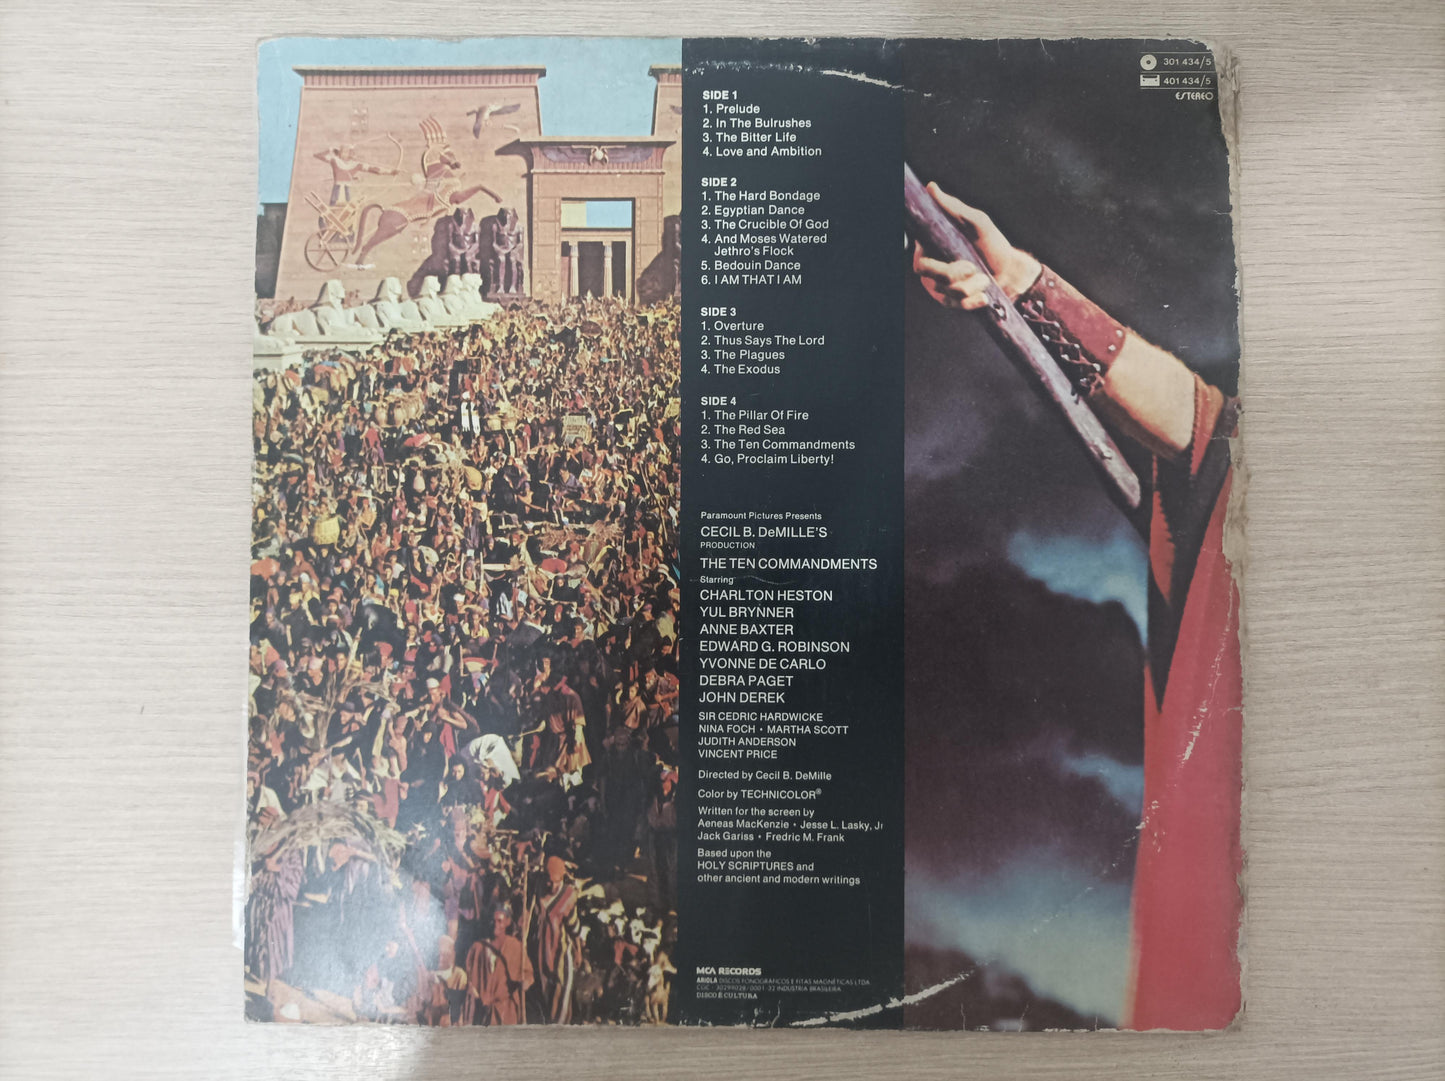 301 434/5
401 434/5
ESTEREO
SIDE 1
1. Prelude
2. In The Bulrushes
3. The Bitter Life
4. Love and Ambition
SIDE 2
1. The Hard Bondage
2. Egyptian Dance
3. The Crucible Of God
4. And Moses Watered
Jethro's Flock
5. Bedouin Dance
6. I AM THAT I AM
SIDE 3
1. Overture
2. Thus Says The Lord
3. The Plagues
4. The Exodus
SIDE 4
1. The Pillar Of Fire
2. The Red Sea
3. The Ten Commandments
4. Go, Proclaim Liberty!
Paramount Pictures Presents
CECIL B. DeMILLE'S
PRODUCTION
THE TEN COMMANDMENTS
Starring
CHARLTON HESTON
YUL BRYNNER
ANNE BAXTER
EDWARD G. ROBINSON
YVONNE DE CARLO
DEBRA PAGET
JOHN DEREK
SIR CEDRIC HARDWICKE
NINA FOCH • MARTHA SCOTT
JUDITH ANDERSON
VINCENT PRICE
Directed by Cecil B. DeMille
Color by TECHNICOLOR®
Written for the screen by
Aeneas MacKenzie • Jesse L. Lasky, Jr
Jack Gariss • Fredric M. Frank
Based upon the
HOLY SCRIPTURES and
other ancient and modern writings
MCA RECORDS
ARIOLA DISCOS FONOGRÁFICOS E FITAS MAGNÉTICAS LTDA.
CGC - 30299028/0001-32 INDÚSTRIA BRASILEIRA
DISCO É CULTURA